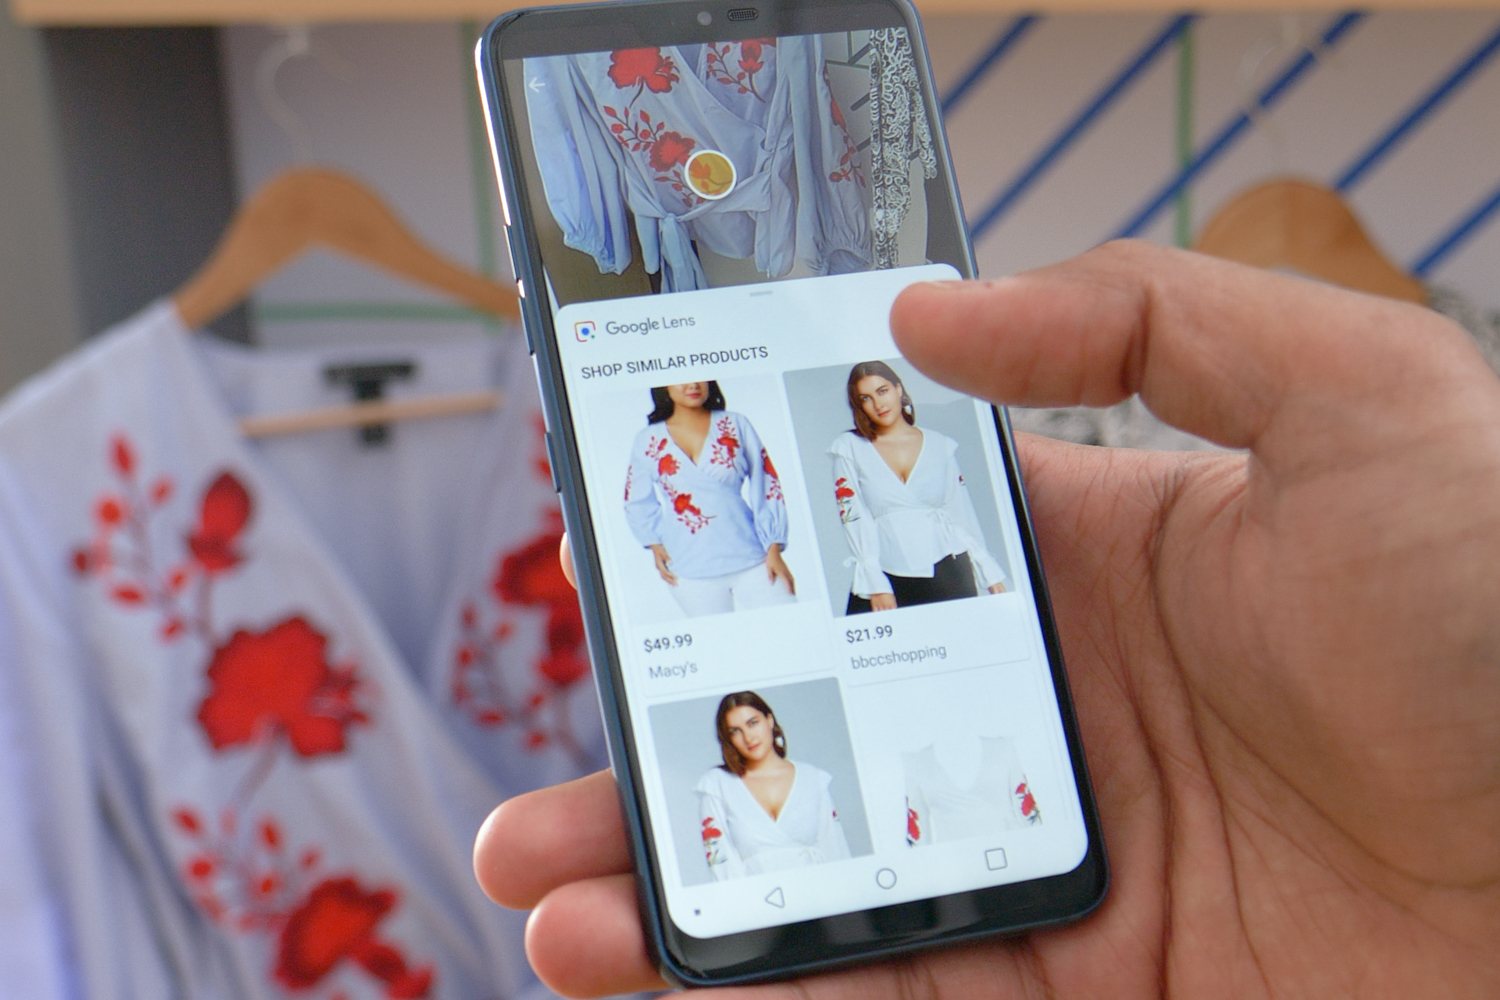 Google Lens
SHOP SIMILAR PRODUCTS
$49.99
Macy's
$21.99
bbccshopping